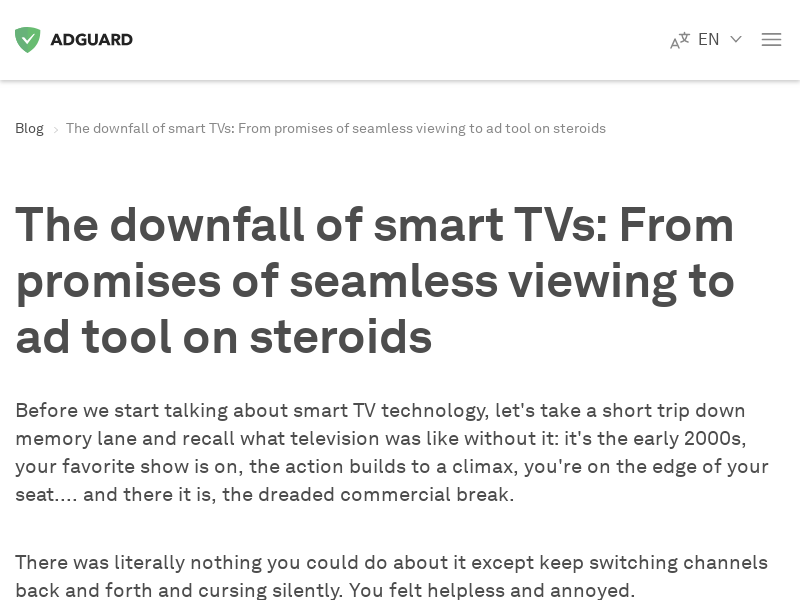 ADGUARD
EN
Blog
The downfall of smart TVs: From promises of seamless viewing to ad tool on steroids
The downfall of smart TVs: From
promises of seamless viewing to
ad tool on steroids
Before we start talking about smart TV technology, let's take a short trip down
memory lane and recall what television was like without it: it's the early 2000s,
your favorite show is on, the action builds to a climax, you're on the edge of your
seat.... and there it is, the dreaded commercial break.
There was literally nothing you could do about it except keep switching channels
back and forth and cursing silently. You felt helpless and annoyed.